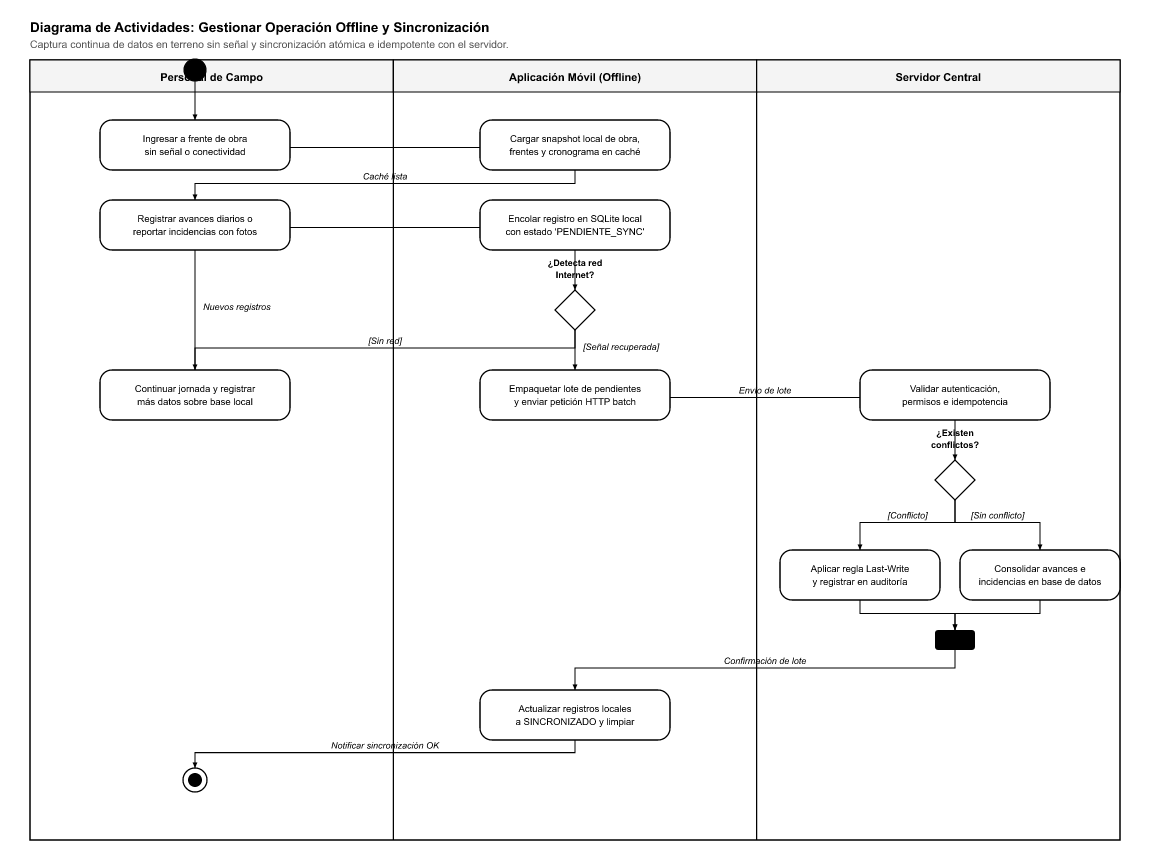 Diagrama de Actividades: Gestionar Operación Offline y Sincronización
Captura continua de datos en terreno sin señal y sincronización atómica e idempotente con el servidor.
Personal de Campo
Aplicación Móvil (Offline)
Servidor Central
Ingresar a frente de obra
sin señal o conectividad
Cargar snapshot local de obra,
frentes y cronograma en caché
Caché lista
Registrar avances diarios o
reportar incidencias con fotos
Encolar registro en SQLite local
con estado 'PENDIENTE_SYNC'
¿Detecta red
Internet?
Nuevos registros
[Sin red]
[Señal recuperada]
Continuar jornada y registrar
más datos sobre base local
Empaquetar lote de pendientes
y enviar petición HTTP batch
Envío de lote
Validar autenticación,
permisos e idempotencia
¿Existen
conflictos?
[Conflicto]
[Sin conflicto]
Aplicar regla Last-Write
y registrar en auditoría
Consolidar avances e
incidencias en base de datos
Confirmación de lote
Actualizar registros locales
a SINCRONIZADO y limpiar
Notificar sincronización OK